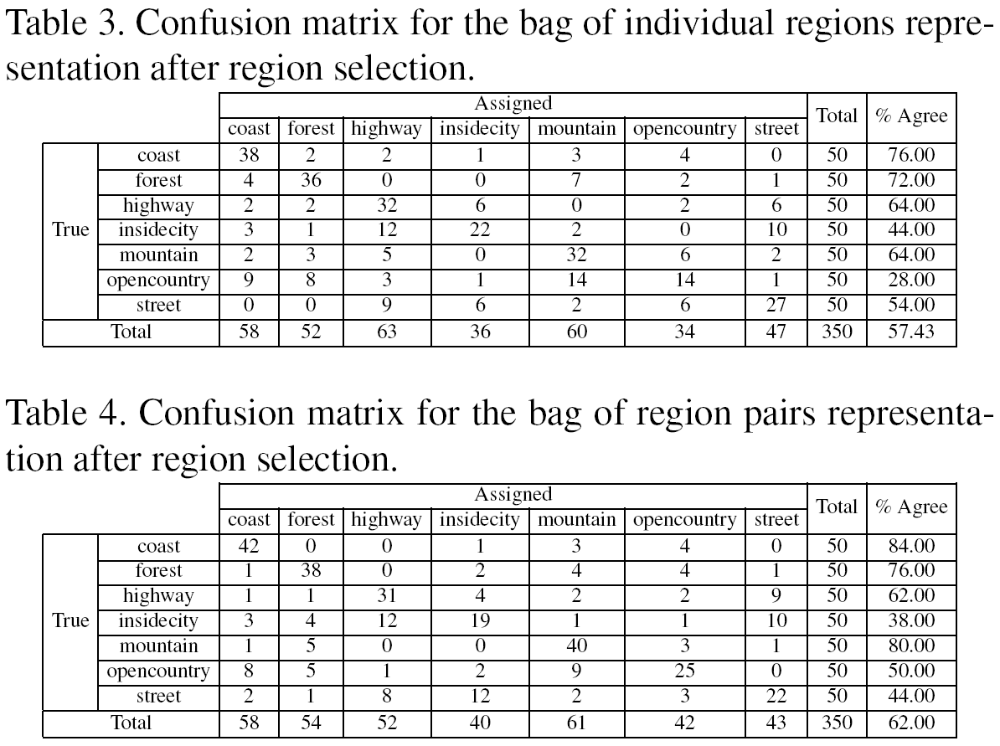 Table 3. Confusion matrix for the bag of individual regions repre-
sentation after region selection.
Assigned Total % Agree
coast forest highway insidecity mountain opencountry street
coast 38 2 2 1 3 4 0 50 76.00
forest 4 36 0 0 7 2 1 50 72.00
highway 2 2 32 6 0 2 6 50 64.00
True insidecity 3 1 12 22 2 0 10 50 44.00
mountain 2 3 5 0 32 6 2 50 64.00
opencountry 9 8 3 1 14 14 1 50 28.00
street 0 0 9 6 2 6 27 50 54.00
Total 58 52 63 36 60 34 47 350 57.43
Table 4. Confusion matrix for the bag of region pairs representa-
tion after region selection.
Assigned Total % Agree
coast forest highway insidecity mountain opencountry street
coast 42 0 0 1 3 4 0 50 84.00
forest 1 38 0 2 4 4 1 50 76.00
highway 1 1 31 4 2 2 9 50 62.00
True insidecity 3 4 12 19 1 1 10 50 38.00
mountain 1 5 0 0 40 3 1 50 80.00
opencountry 8 5 1 2 9 25 0 50 50.00
street 2 1 8 12 2 3 22 50 44.00
Total 58 54 52 40 61 42 43 350 62.00